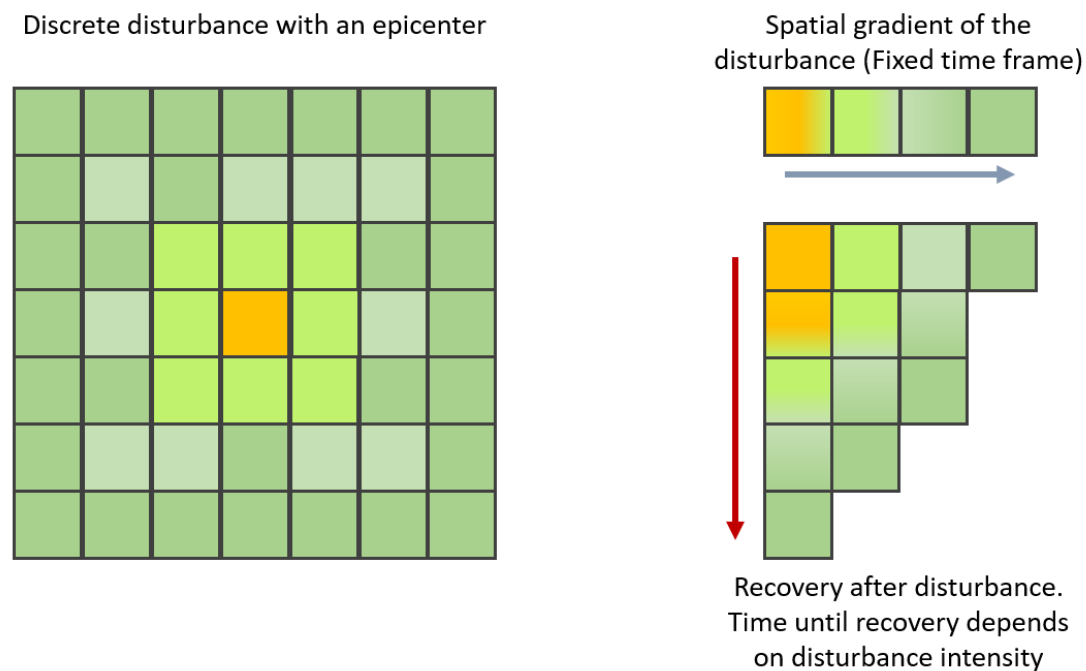 Discrete disturbance with an epicenter
Spatial gradient of the
disturbance (Fixed time frame)
Recovery after disturbance.
Time until recovery depends
on disturbance intensity